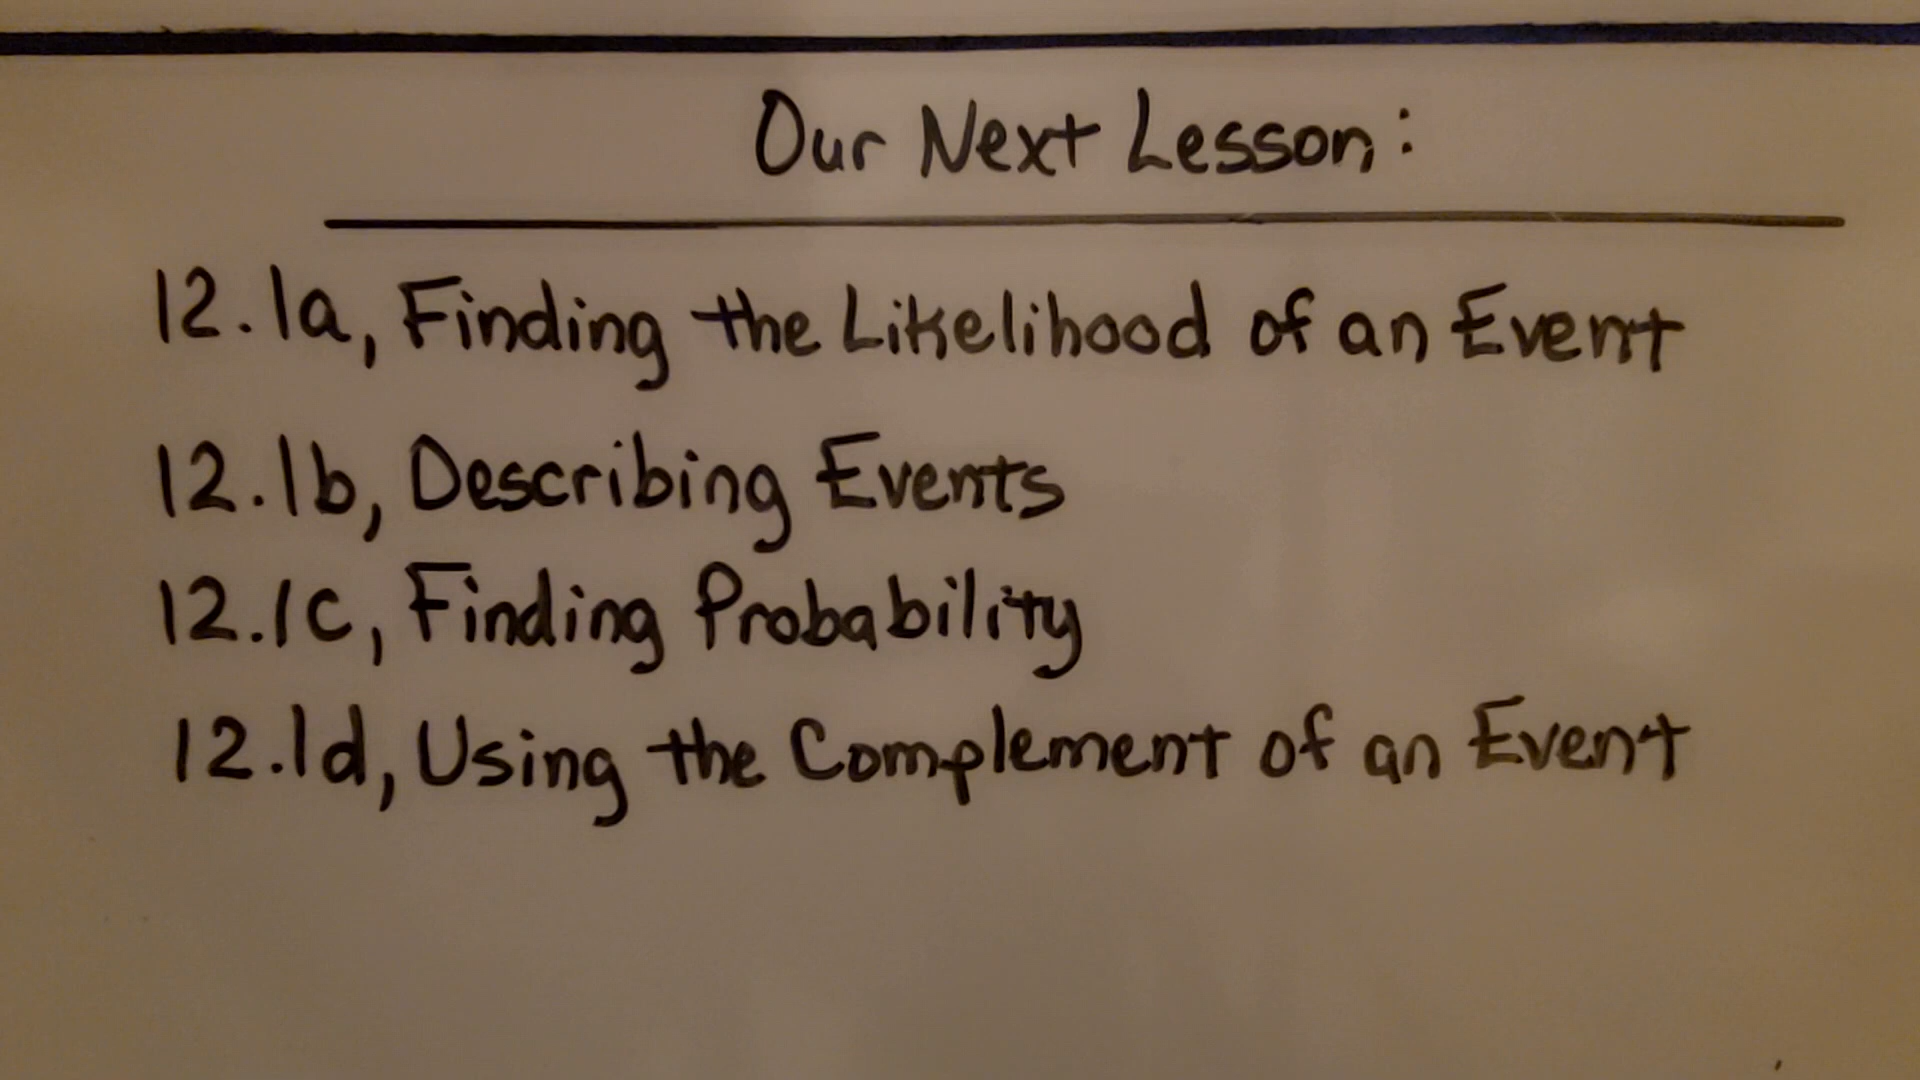 Our Next Lesson:
12.1a, Finding the Likelihood of an Event
12.1b, Describing Events
12.1c, Finding Probability
12.1d, Using the Complement of an Event